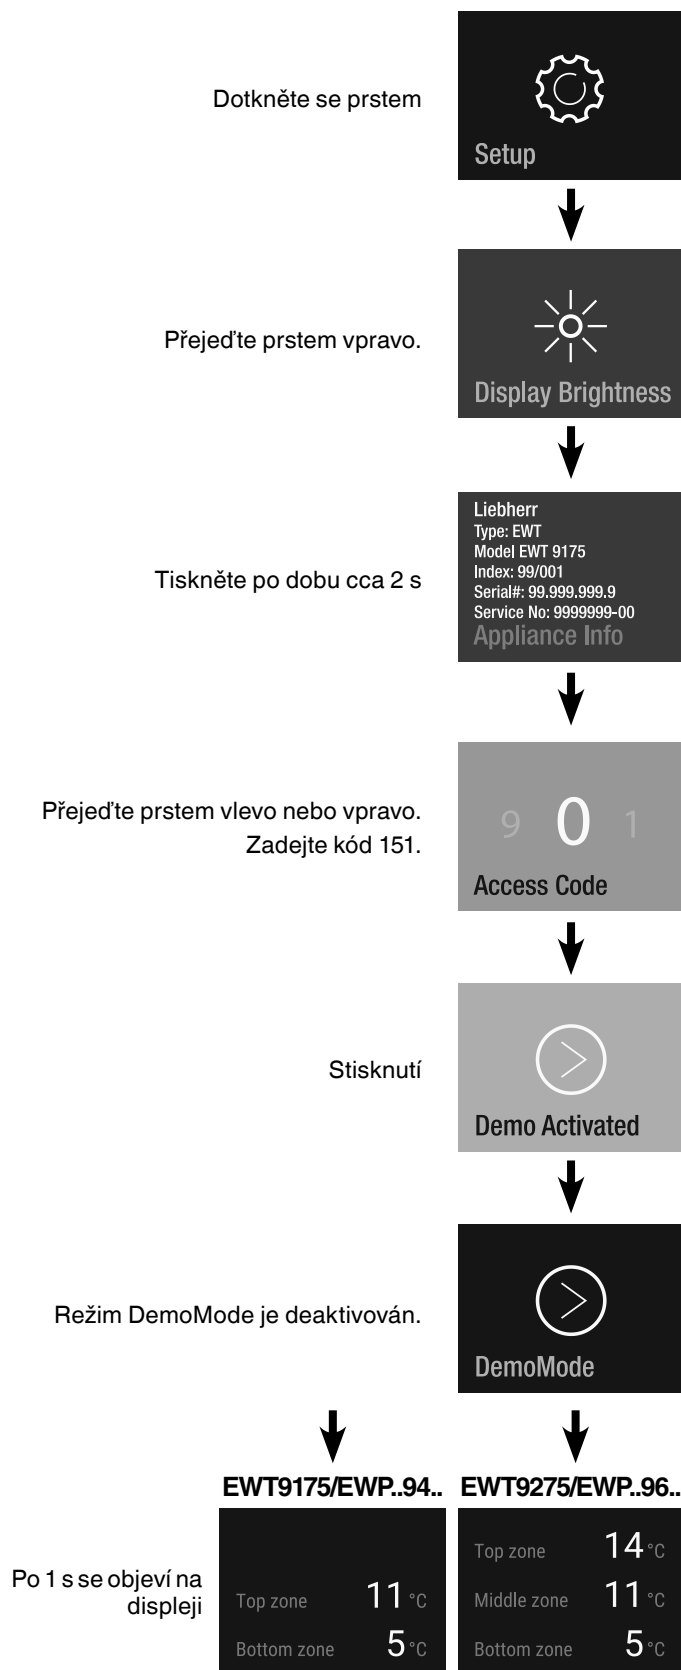 Dotkněte se prstem
Setup
Přejeďte prstem vpravo.
Display Brightness
Tiskněte po dobu cca 2 s
Liebherr
Type: EWT
Model EWT 9175
Index: 99/001
Serial#: 99.999.999.9
Service No: 9999999-00
Appliance Info
Přejeďte prstem vlevo nebo vpravo.
Zadejte kód 151.
9 0 1
Access Code
Stisknutí
Demo Activated
Režim DemoMode je deaktivován.
DemoMode
EWT9175/EWP..94..
EWT9275/EWP..96..
Po 1 s se objeví na
displeji
Top zone 11 °C
Bottom zone 5 °C
Top zone 14 °C
Middle zone 11 °C
Bottom zone 5 °C